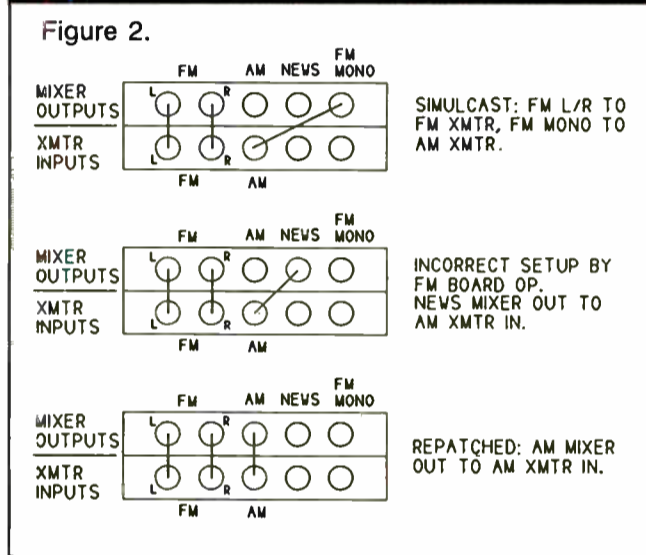 Figure 2.
FM AM NEWS FM MONO
MIXER OUTPUTS
L R
XMTR INPUTS
L R
FM AM
SIMULCAST: FM L/R TO
FM XMTR, FM MONO TO
AM XMTR.
FM AM NEWS FM MONO
MIXER OUTPUTS
L R
XMTR INPUTS
L R
FM AM
INCORRECT SETUP BY
FM BOARD OP.
NEWS MIXER OUT TO
AM XMTR IN.
FM AM NEWS FM MONO
MIXER OUTPUTS
L R
XMTR INPUTS
L R
FM AM
REPATCHED: AM MIXER
OUT TO AM XMTR IN.